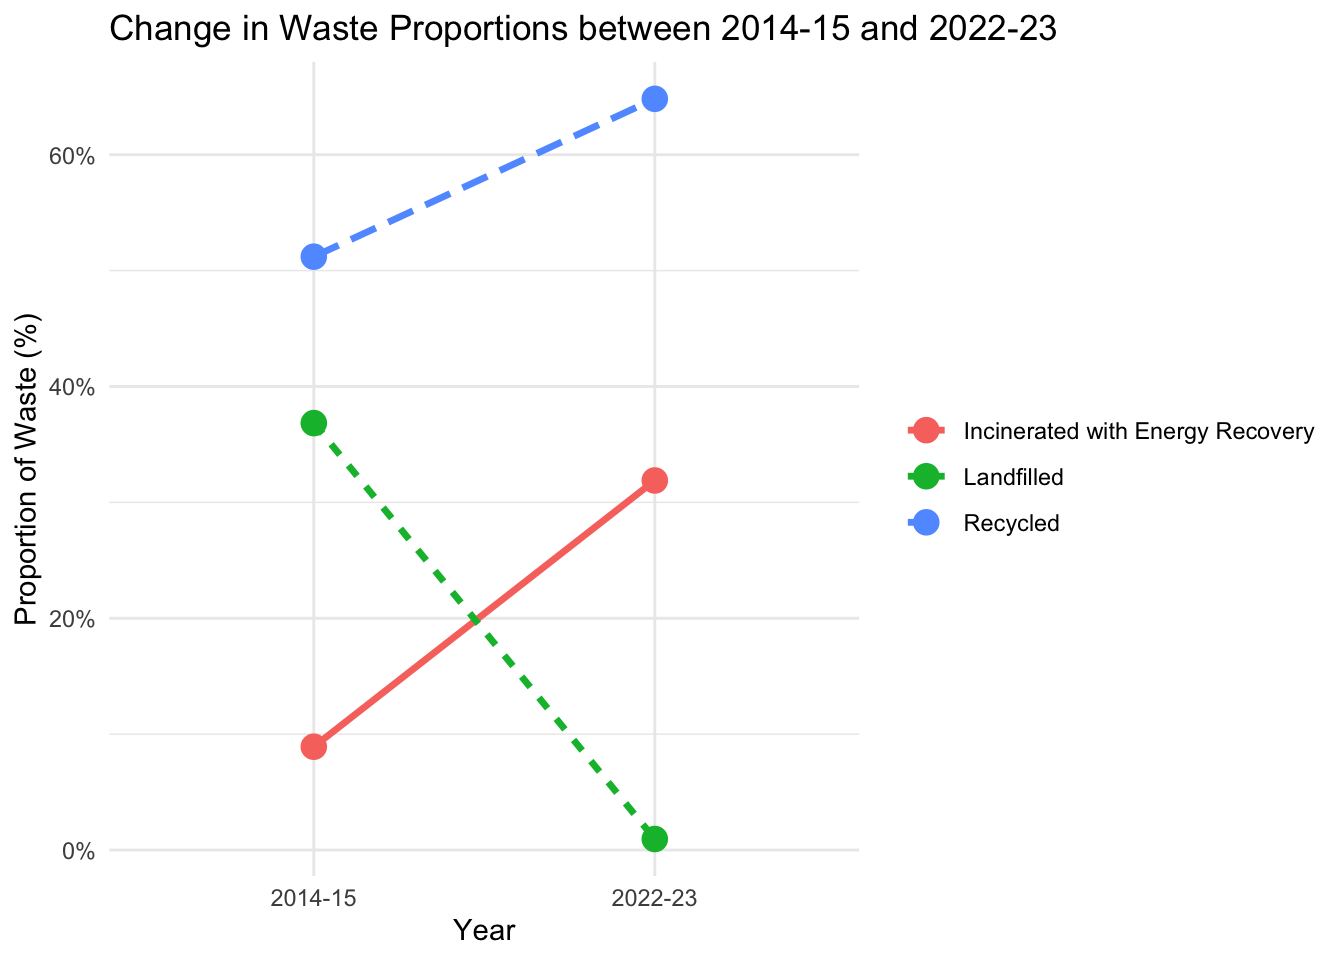 Change in Waste Proportions between 2014-15 and 2022-23
Proportion of Waste (%)
60%
40%
20%
0%
2014-15 2022-23
Year
Incinerated with Energy Recovery
Landfilled
Recycled